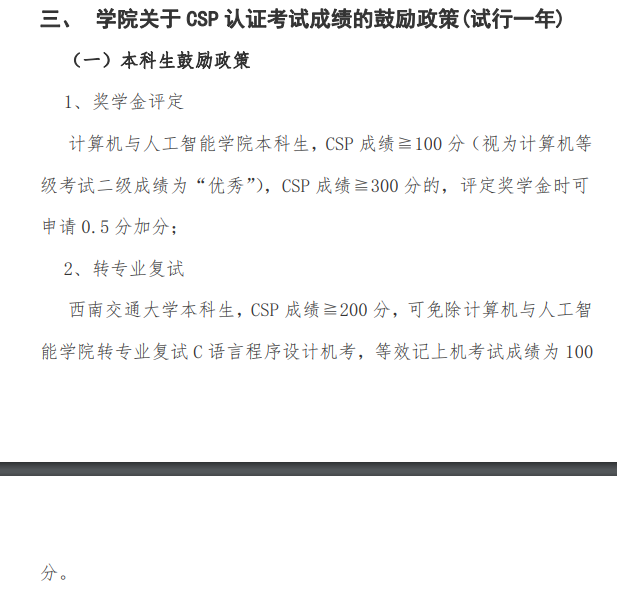 三、 学院关于 CSP 认证考试成绩的鼓励政策(试行一年)
（一）本科生鼓励政策
1、奖学金评定
计算机与人工智能学院本科生，CSP 成绩≧100 分（视为计算机等
级考试二级成绩为“优秀”），CSP 成绩≧300 分的，评定奖学金时可
申请 0.5 分加分；
2、转专业复试
西南交通大学本科生，CSP 成绩≧200 分，可免除计算机与人工智
能学院转专业复试 C 语言程序设计机考，等效记上机考试成绩为 100
分。